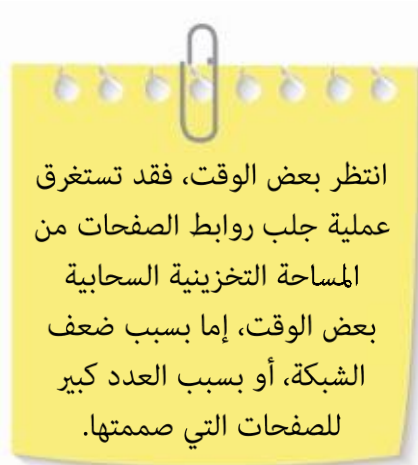 انتظر بعض الوقت، فقد تستغرق
عملية جلب روابط الصفحات من
المساحة التخزينية السحابية
بعض الوقت، إما بسبب ضعف
الشبكة، أو بسبب العدد كبير
للصفحات التي صممتها.